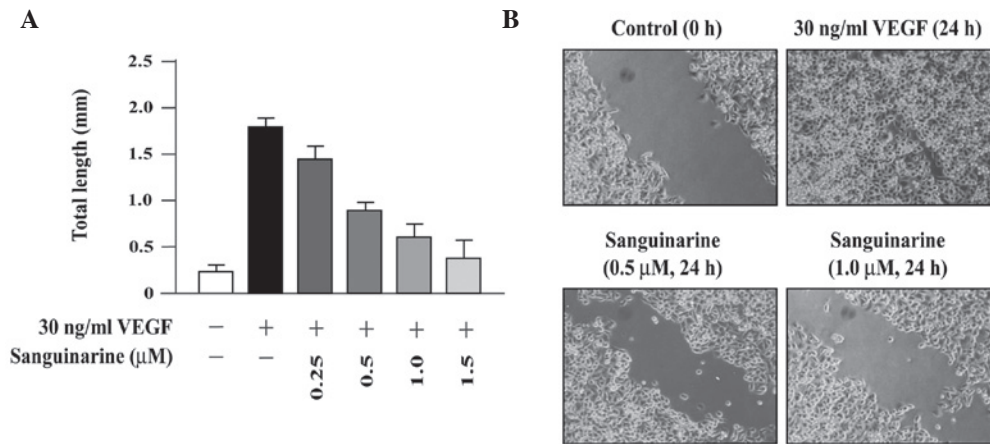 A
Total length (mm)
2.5
2.0
1.5
1.0
0.5
0
30 ng/ml VEGF − + + + + +
Sanguinarine (μM) − − 0.25 0.5 1.0 1.5
B
Control (0 h)
30 ng/ml VEGF (24 h)
Sanguinarine
(0.5 μM, 24 h)
Sanguinarine
(1.0 μM, 24 h)